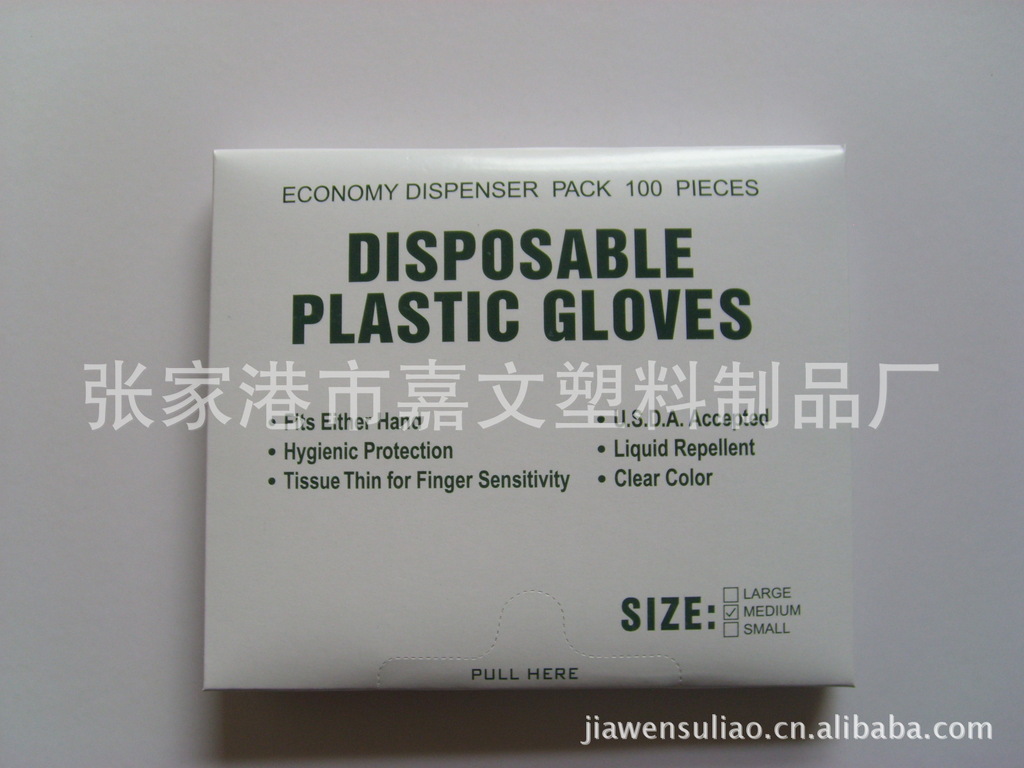 ECONOMY DISPENSER PACK 100 PIECES
DISPOSABLE
PLASTIC GLOVES
张家港市嘉文塑料制品厂
• Fits Either Hand
• Hygienic Protection
• Tissue Thin for Finger Sensitivity
• U.S.D.A. Accepted
• Liquid Repellent
• Clear Color
SIZE:
LARGE
MEDIUM
SMALL
PULL HERE
jiawensuliao.cn.alibaba.com